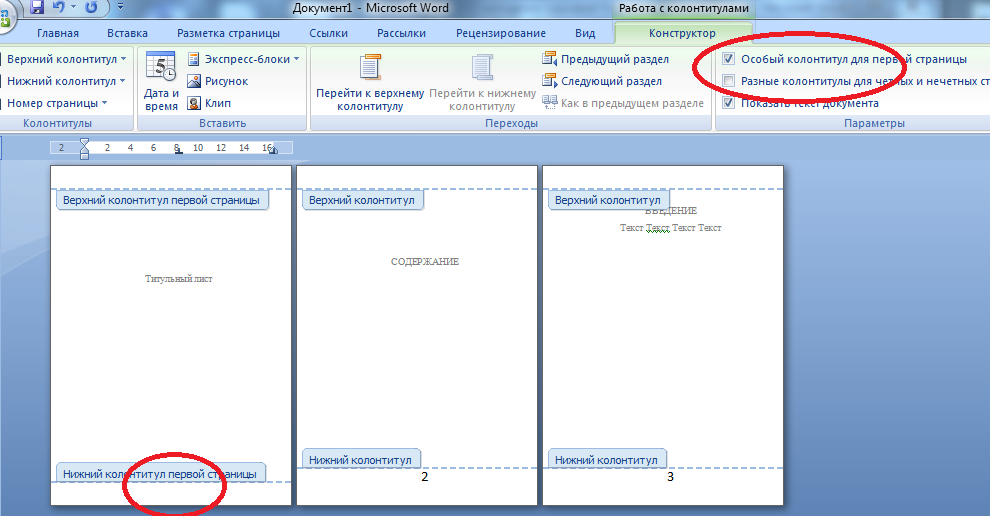 Документ1 - Microsoft Word
Работа с колонтитулами
Главная Вставка Разметка страницы Ссылки Рассылки Рецензирование Вид Конструктор
Верхний колонтитул
Нижний колонтитул
Номер страницы
Колонтитулы
5
Дата и время
Экспресс-блоки
Рисунок
Клип
Вставить
Перейти к верхнему колонтитулу
Перейти к нижнему колонтитулу
Предыдущий раздел
Следующий раздел
Как в предыдущем разделе
Переходы
Особый колонтитул для первой страницы
Разные колонтитулы для четных и нечетных ст
Показать текст документа
Параметры
2 2 4 6 8 10 12 14 16
Верхний колонтитул первой страницы
Титульный лист
Нижний колонтитул первой страницы
Верхний колонтитул
СОДЕРЖАНИЕ
Нижний колонтитул
2
Верхний колонтитул
ВВЕДЕНИЕ
Текст Текст Текст Текст
Нижний колонтитул
3